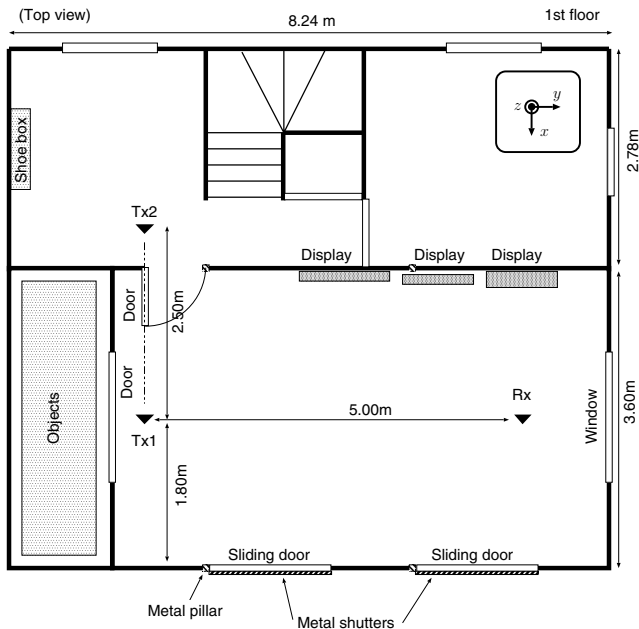 (Top view)
8.24 m
1st floor
Shoe box
z
y
x
2.78m
Tx2
Display
Display
Display
Door
2.50m
Door
Objects
5.00m
Rx
Window
3.60m
Tx1
1.80m
Sliding door
Sliding door
Metal pillar
Metal shutters